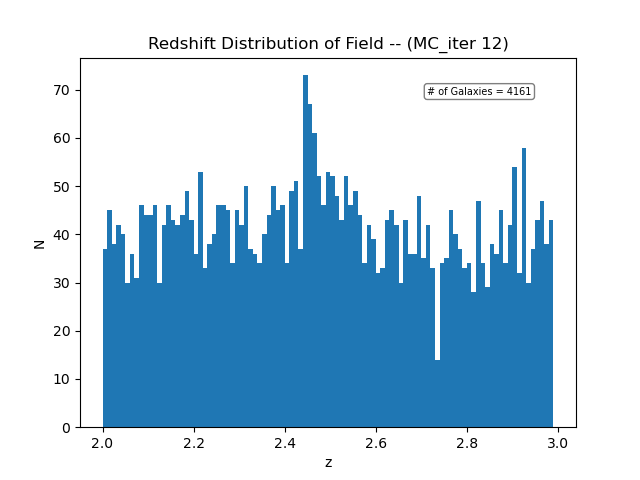 Redshift Distribution of Field -- (MC_iter 12)
# of Galaxies = 4161
70
60
50
40
30
20
10
0
N
2.0 2.2 2.4 2.6 2.8 3.0
z